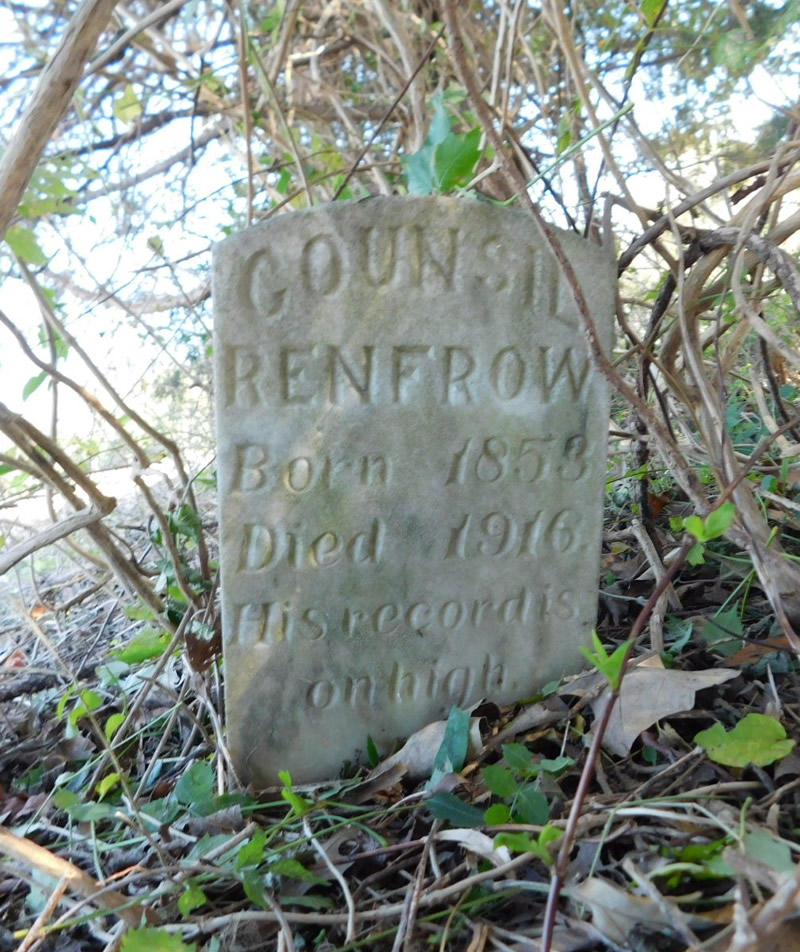 COUNSIL
RENFROW
Born 1853
Died 1916.
His record is
on high.